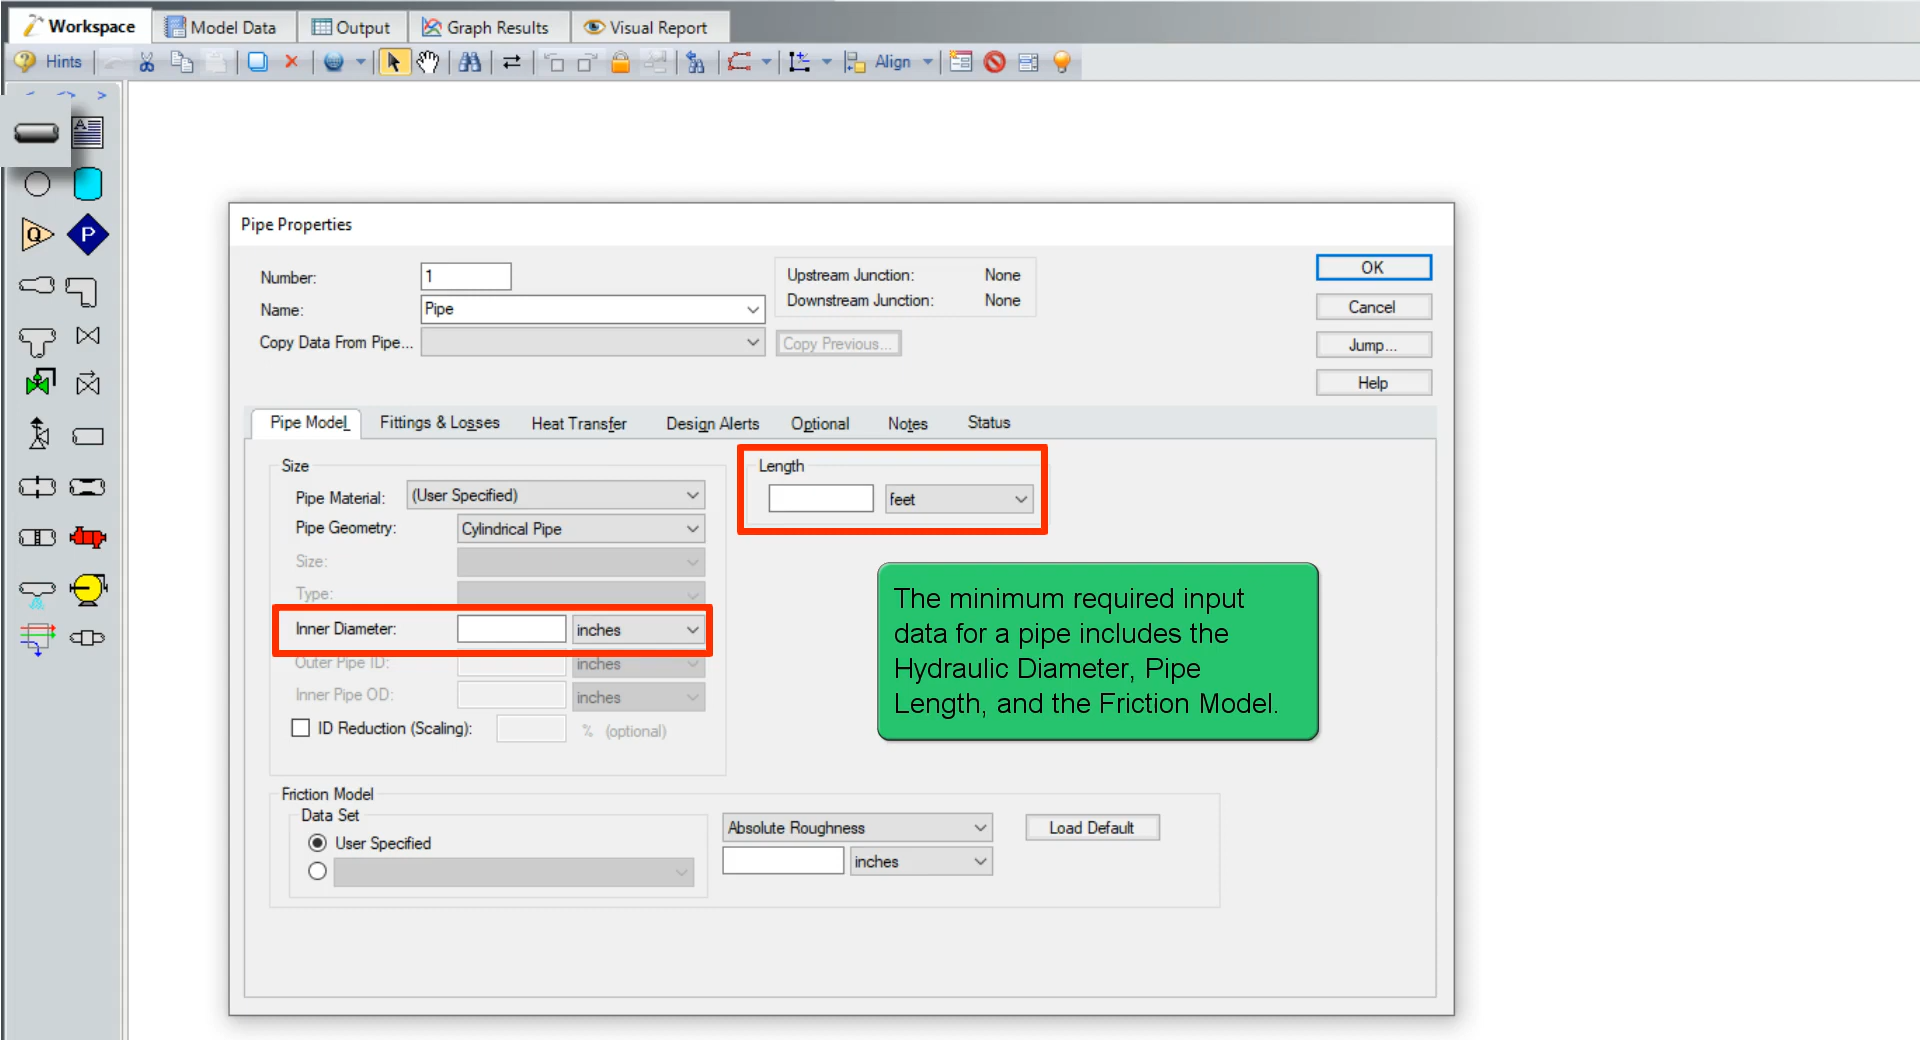 Workspace
Model Data
Output
Graph Results
Visual Report
Hints
Align
< <> >
A
Q
P
Pipe Properties
Number:
1
Upstream Junction:
None
OK
Name:
Pipe
Downstream Junction:
None
Cancel
Copy Data From Pipe...
Copy Previous...
Jump...
Help
Pipe Model
Fittings & Losses
Heat Transfer
Design Alerts
Optional
Notes
Status
Size
Pipe Material:
(User Specified)
Pipe Geometry:
Cylindrical Pipe
Size:
Type:
Inner Diameter:
inches
Outer Pipe ID:
inches
Inner Pipe OD:
inches
ID Reduction (Scaling):
% (optional)
Length
feet
The minimum required input
data for a pipe includes the
Hydraulic Diameter, Pipe
Length, and the Friction Model.
Friction Model
Data Set
User Specified
Absolute Roughness
inches
Load Default